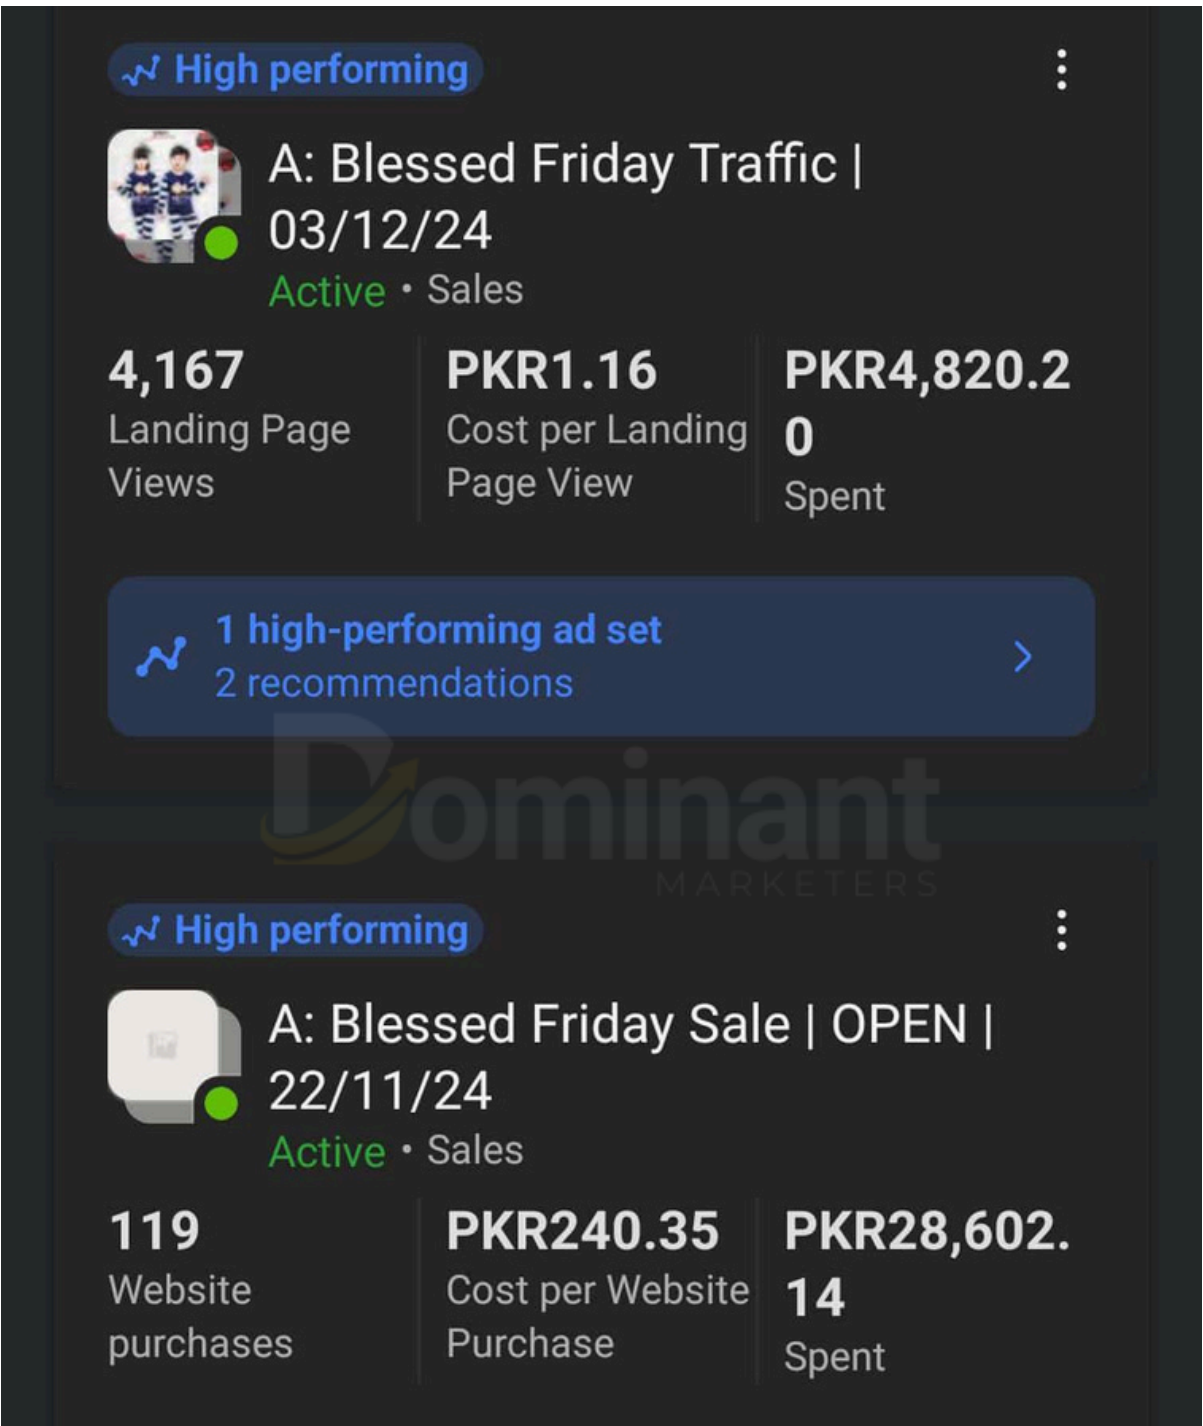 High performing
A: Blessed Friday Traffic |
03/12/24
Active • Sales
4,167
Landing Page
Views
PKR1.16
Cost per Landing
Page View
PKR4,820.2
0
Spent
1 high-performing ad set
2 recommendations
Dominant
MARKETERS
High performing
A: Blessed Friday Sale | OPEN |
22/11/24
Active • Sales
119
Website
purchases
PKR240.35
Cost per Website
Purchase
PKR28,602.
14
Spent